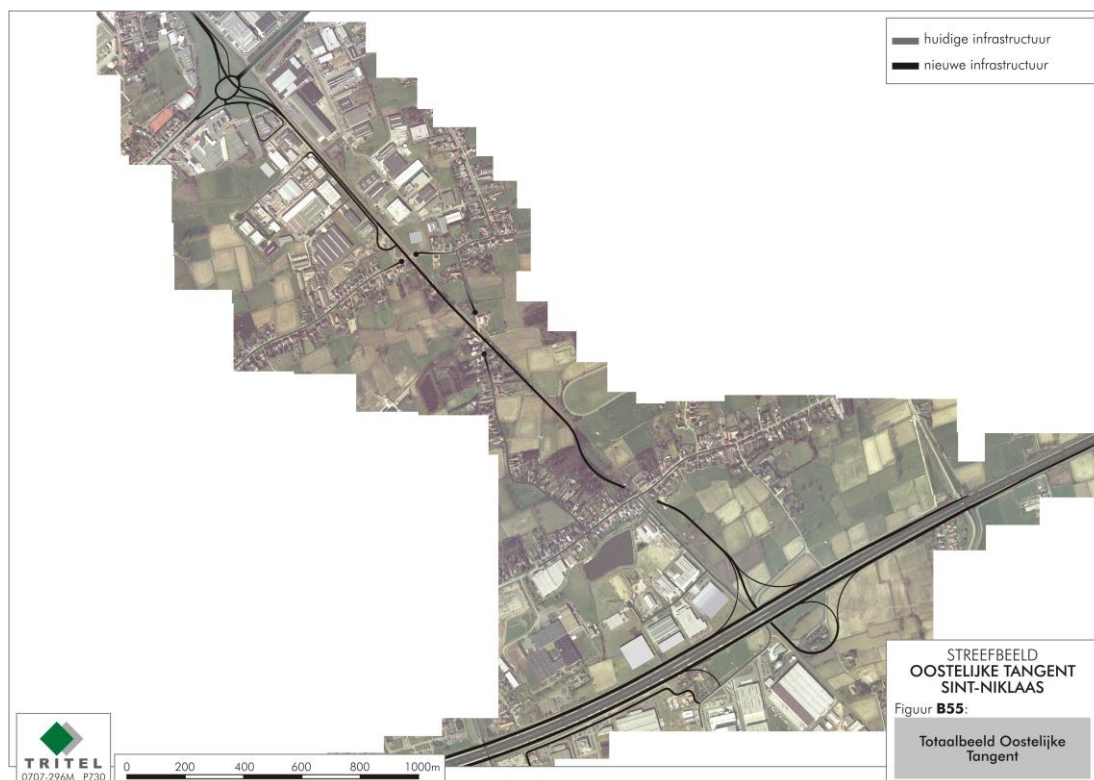 huidige infrastructuur
nieuwe infrastructuur
STREEFBEELD
OOSTELIJKE TANGENT
SINT-NIKLAAS
Figuur B55:
Totaalbeeld Oostelijke
Tangent
TRITEL
0707-296M P730
0 200 400 600 800 1000m